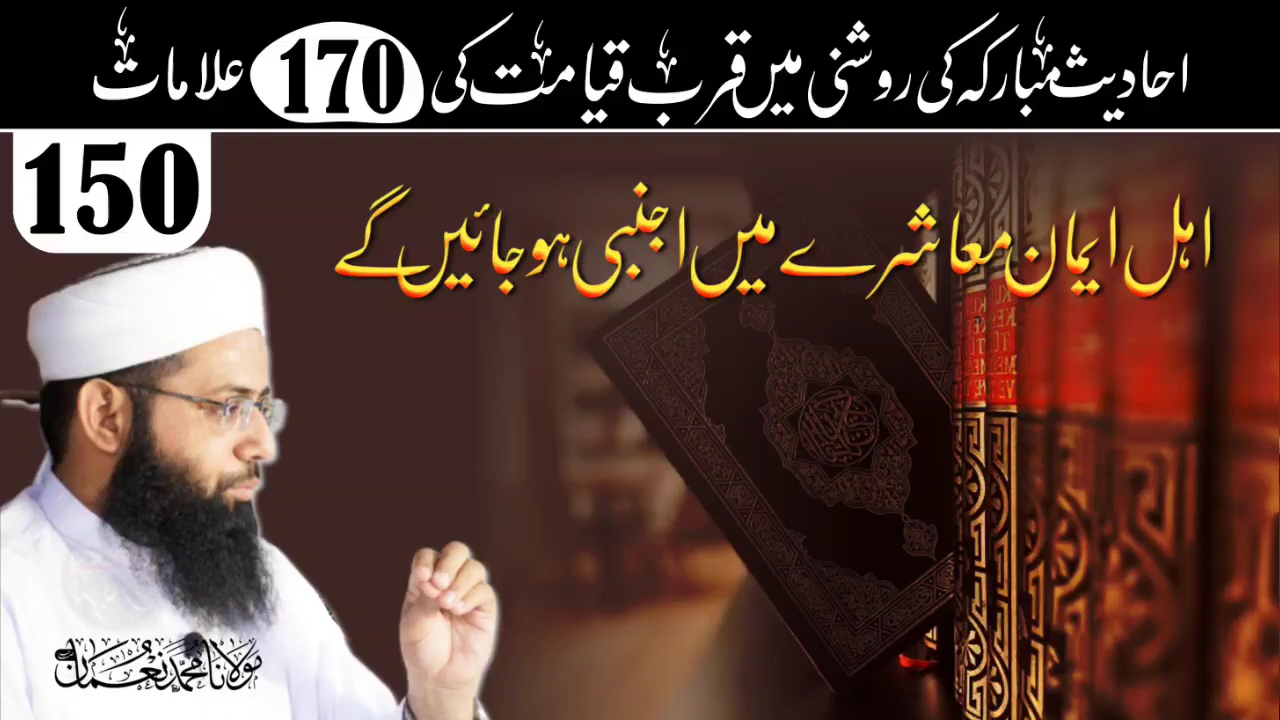 احادیث مبارکہ کی روشنی میں قرب قیامت کی 170 علامات
150
اہل ایمان معاشرے میں اجنبی ہو جائیں گے
مولانا محمد نعمان